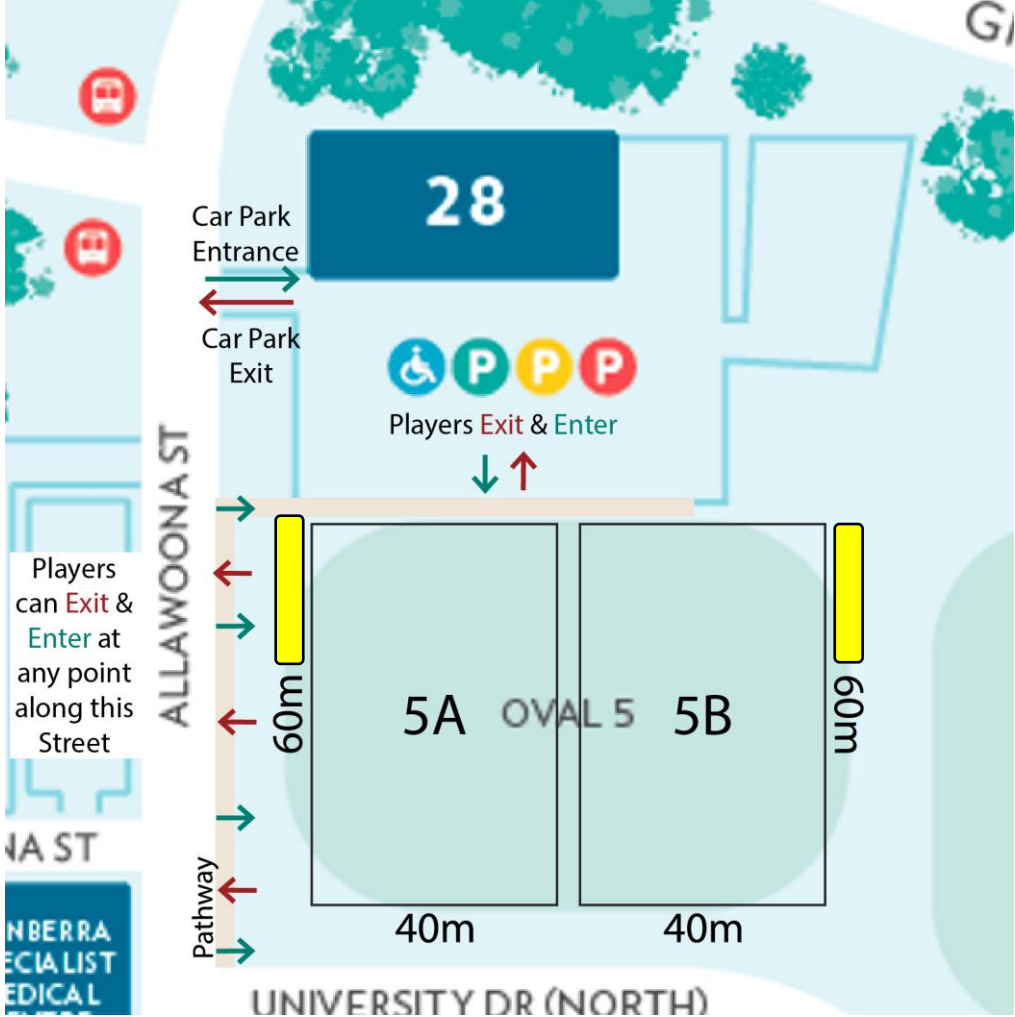 28
Car Park
Entrance
Car Park
Exit
P P P
Players Exit & Enter
ALLAWOONA ST
Players
can Exit &
Enter at
any point
along this
Street
60m
5A
OVAL 5
5B
60m
Pathway
40m
40m
UNIVERSITY DR (NORTH)
NA ST
NBERRA
ECIALIST
EDICAL